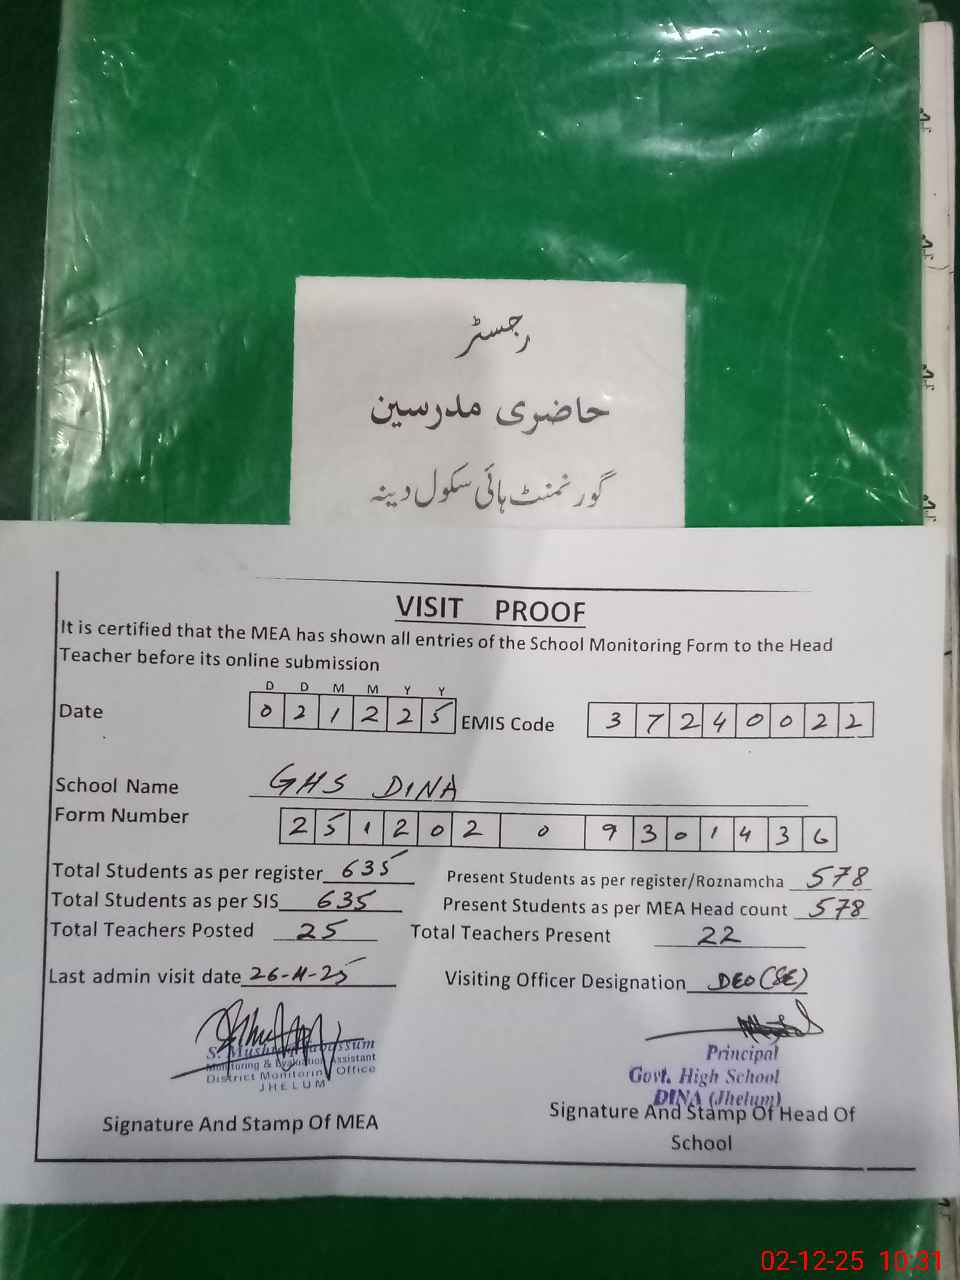 رجسٹر
حاضری مدرسین
گورنمنٹ ہائی سکول دینہ
VISIT PROOF
It is certified that the MEA has shown all entries of the School Monitoring Form to the Head
Teacher before its online submission
D D M M Y Y
Date 0 2 1 2 2 5 EMIS Code 3 7 2 4 0 0 2 2
School Name GHS DINA
Form Number 2 5 1 2 0 2 0 9 3 0 1 4 3 6
Total Students as per register 635 Present Students as per register/Roznamcha 578
Total Students as per SIS 635 Present Students as per MEA Head count 578
Total Teachers Posted 25 Total Teachers Present 22
Last admin visit date 26-11-25 Visiting Officer Designation DEO (SE)
S. Mushtaq Tabassum
Monitoring & Evaluation Assistant
District Monitoring Office
JHELUM
Principal
Govt. High School
DINA (Jhelum)
Signature And Stamp Of MEA
Signature And Stamp Of Head Of
School
02-12-25 10:31